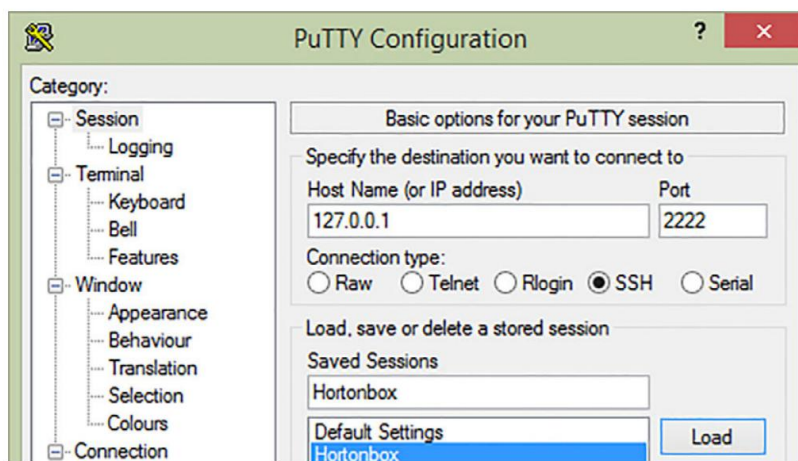 PuTTY Configuration
?
Category:
Session
Logging
Terminal
Keyboard
Bell
Features
Window
Appearance
Behaviour
Translation
Selection
Colours
Connection
Basic options for your PuTTY session
Specify the destination you want to connect to
Host Name (or IP address) Port
127.0.0.1 2222
Connection type:
Raw Telnet Rlogin SSH Serial
Load, save or delete a stored session
Saved Sessions
Hortonbox
Default Settings
Hortonbox
Load